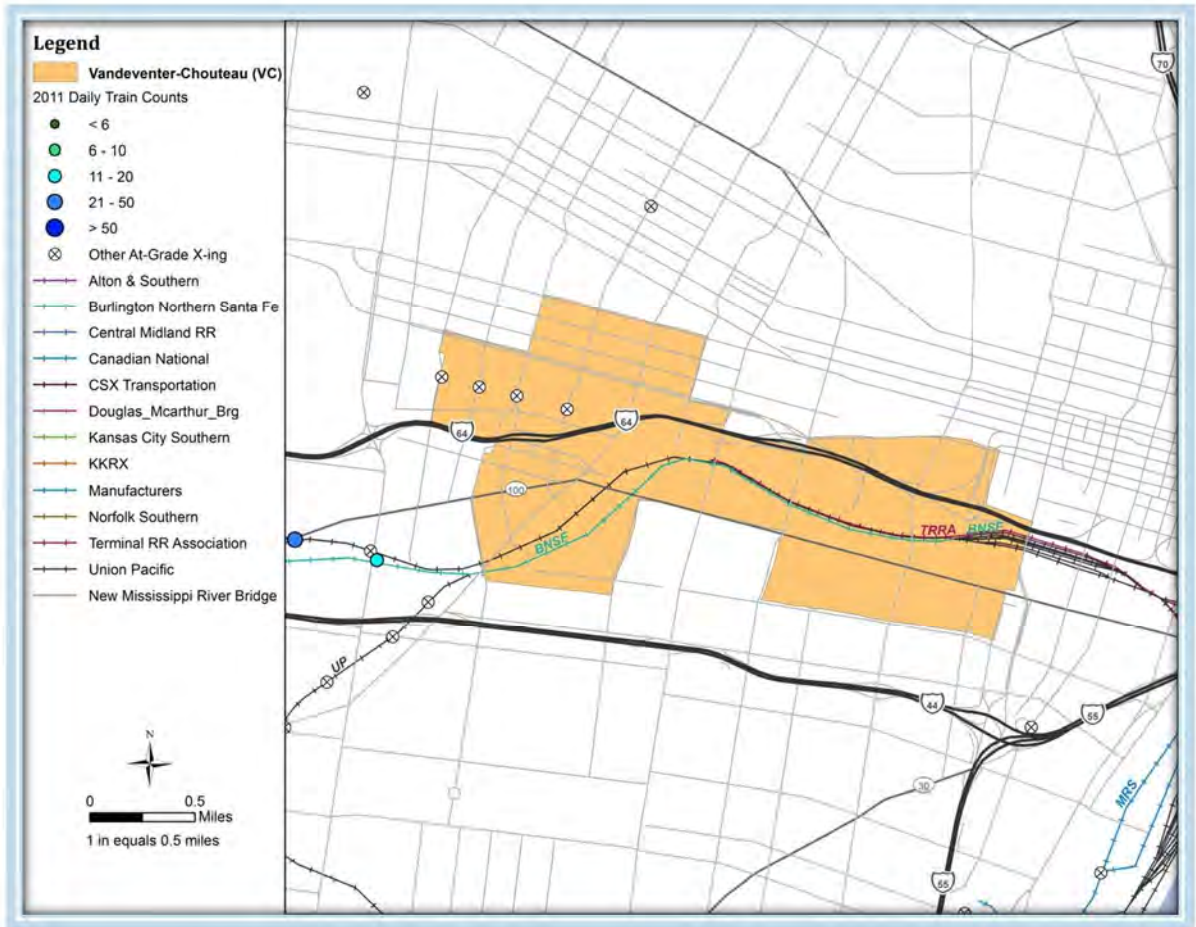 Legend
Vandeventer-Chouteau (VC)
2011 Daily Train Counts
< 6
6 - 10
11 - 20
21 - 50
> 50
Other At-Grade X-ing
Alton & Southern
Burlington Northern Santa Fe
Central Midland RR
Canadian National
CSX Transportation
Douglas_Mcarthur_Brg
Kansas City Southern
KKRX
Manufacturers
Norfolk Southern
Terminal RR Association
Union Pacific
New Mississippi River Bridge
N
0 0.5
Miles
1 in equals 0.5 miles
70
64
64
100
BNSF
TRRA
BNSF
UP
44
55
30
MRS
55